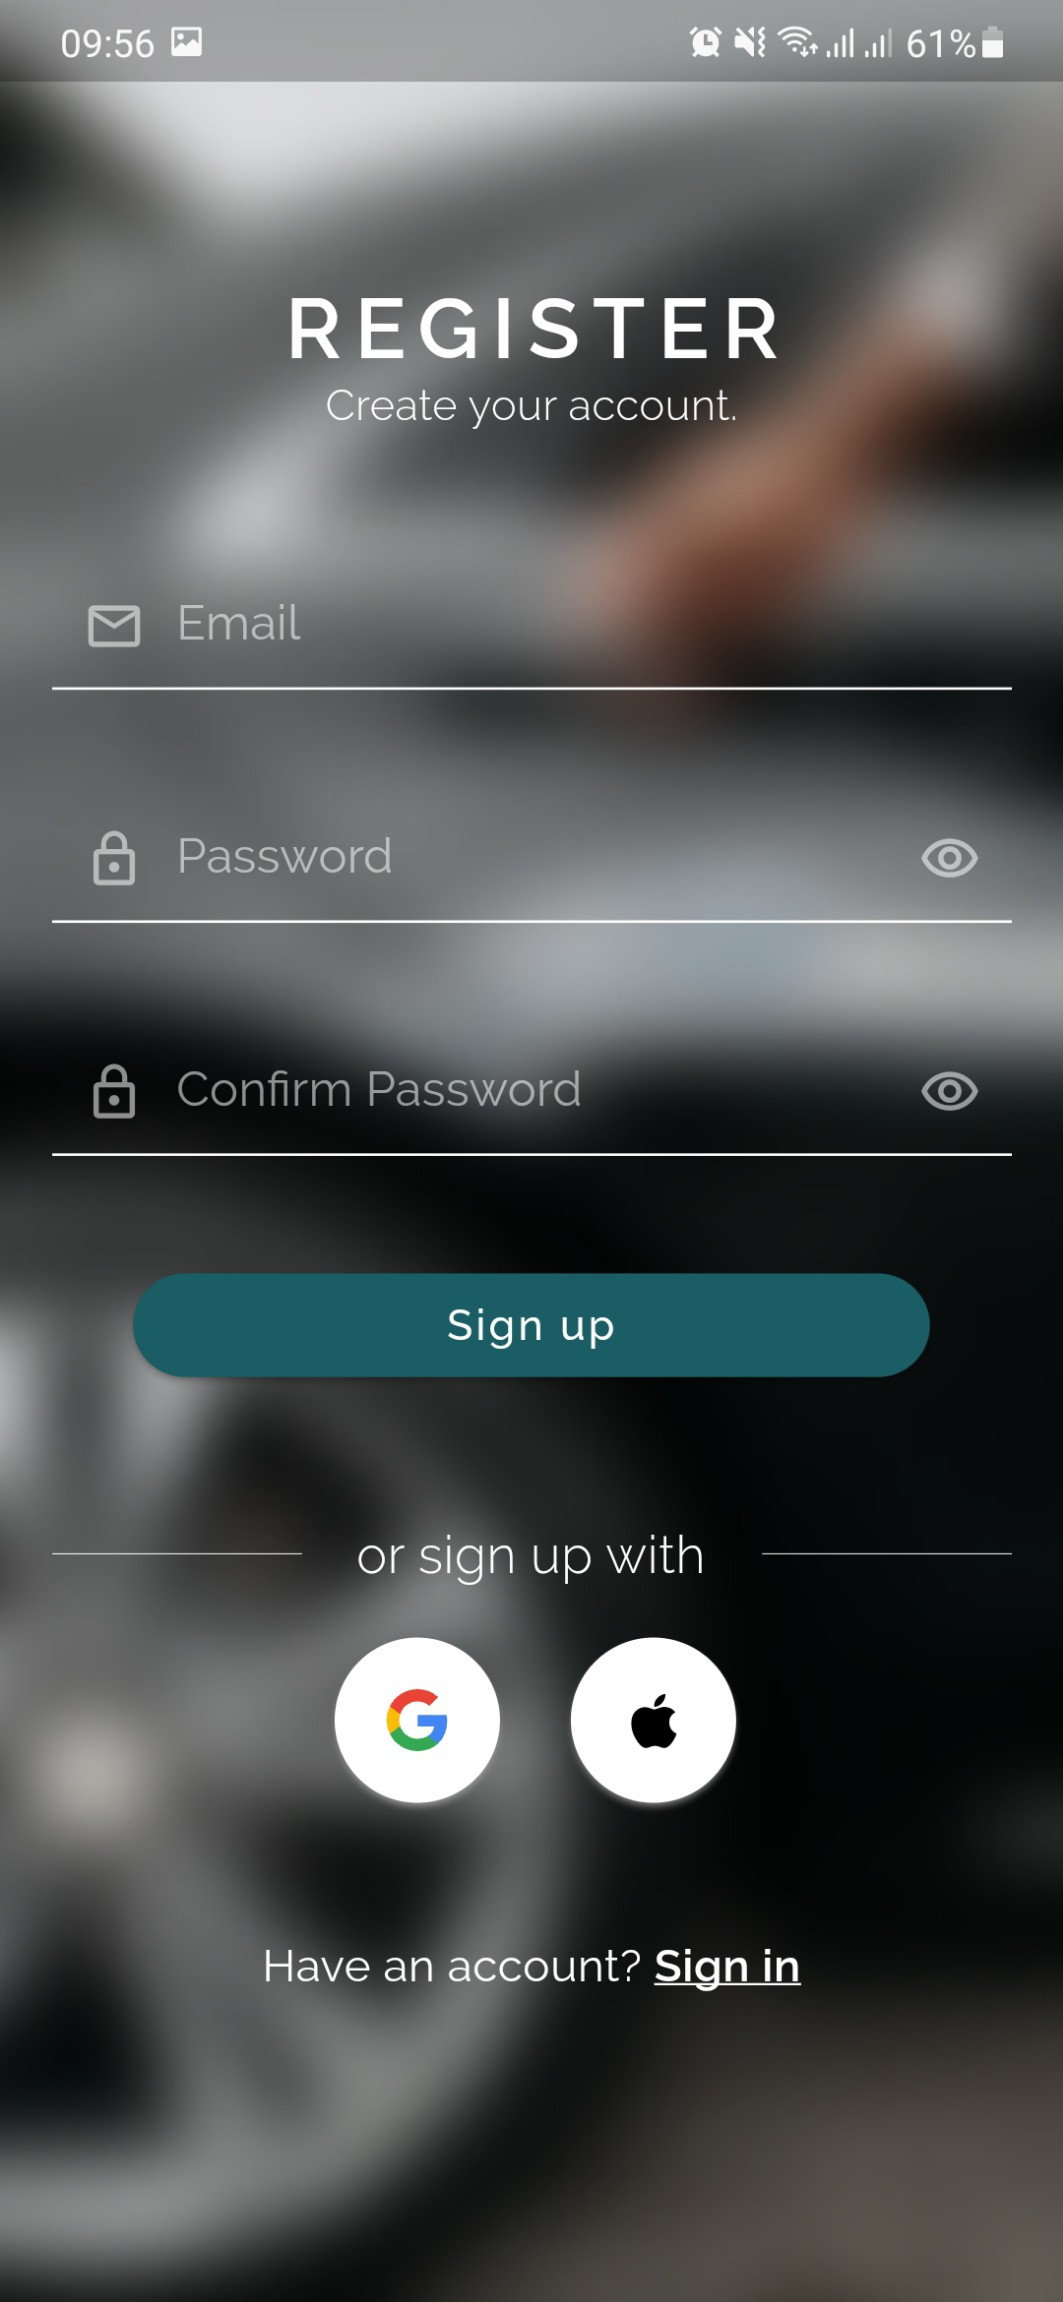 09:56 61%
REGISTER
Create your account.
Email
Password
Confirm Password
Sign up
or sign up with
Have an account? Sign in